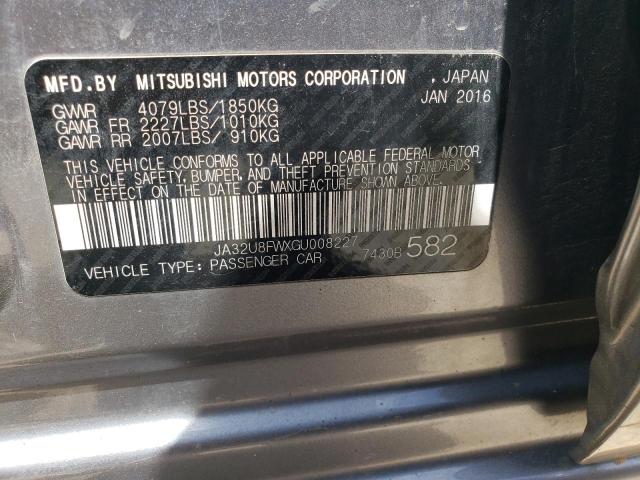 MFD.BY MITSUBISHI MOTORS CORPORATION . JAPAN
JAN 2016
GVWR 4079LBS/1850KG
GAWR FR 2227LBS/1010KG
GAWR RR 2007LBS/ 910KG
THIS VEHICLE CONFORMS TO ALL APPLICABLE FEDERAL MOTOR
VEHICLE SAFETY, BUMPER, AND THEFT PREVENTION STANDARDS
IN EFFECT ON THE DATE OF MANUFACTURE SHOWN ABOVE.
JA32U8FWXGU008227
VEHICLE TYPE: PASSENGER CAR 7430B 582